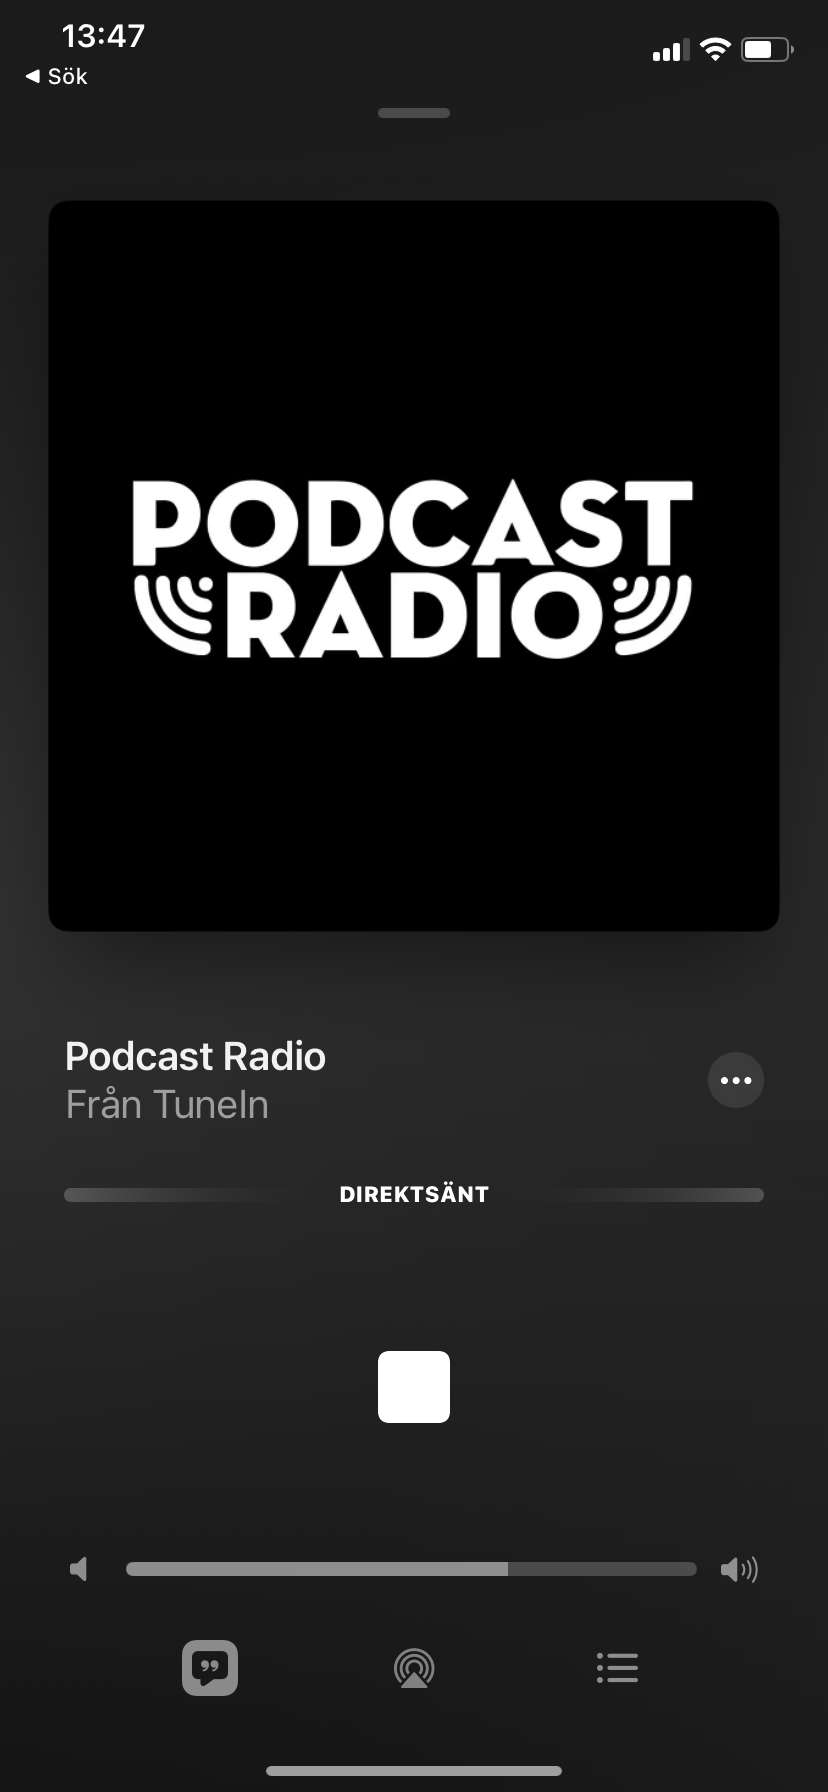 13:47
Sök
PODCAST
RADIO
Podcast Radio
Från TuneIn
DIREKTSÄNT